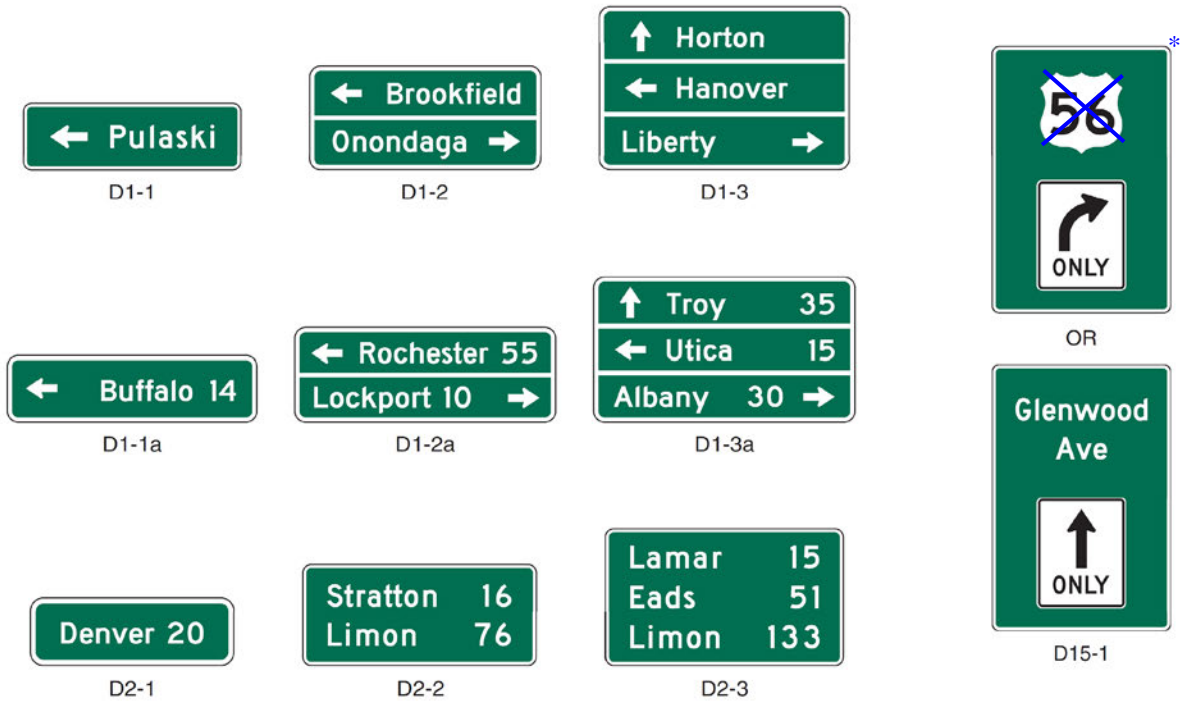 ← Pulaski
D1-1
← Brookfield
Onondaga →
D1-2
↑ Horton
← Hanover
Liberty →
D1-3
← Buffalo 14
D1-1a
← Rochester 55
Lockport 10 →
D1-2a
↑ Troy 35
← Utica 15
Albany 30 →
D1-3a
Denver 20
D2-1
Stratton 16
Limon 76
D2-2
Lamar 15
Eads 51
Limon 133
D2-3
*
56
ONLY
OR
Glenwood
Ave
ONLY
D15-1